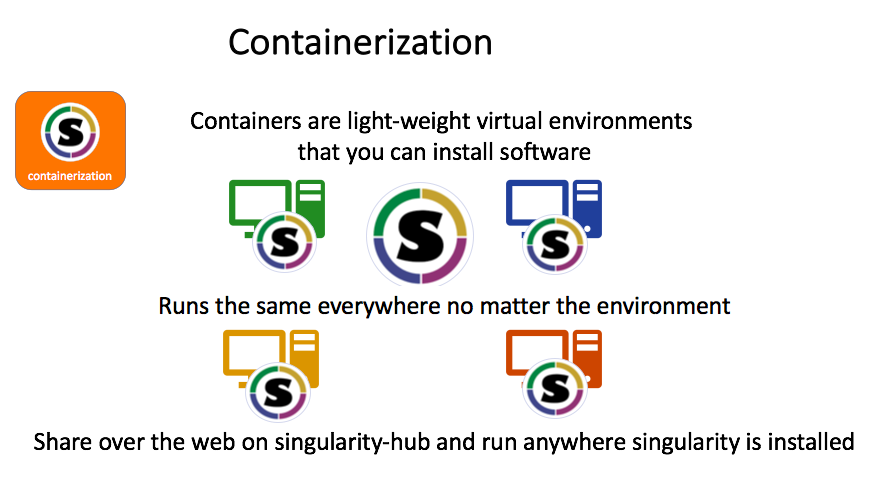 Containerization
S
containerization
Containers are light-weight virtual environments
that you can install software
S
S
S
Runs the same everywhere no matter the environment
S
S
Share over the web on singularity-hub and run anywhere singularity is installed